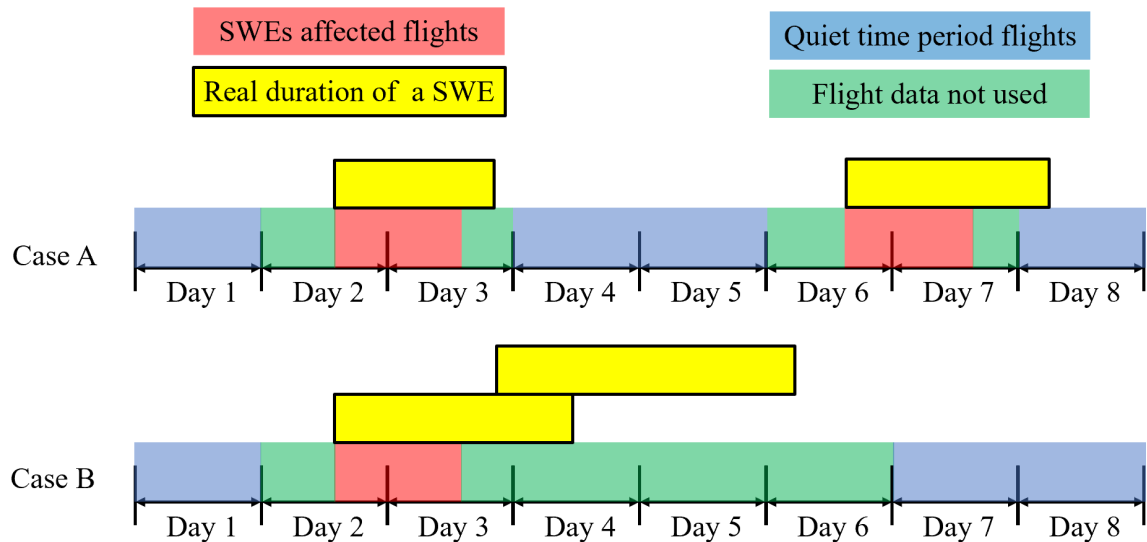 SWEs affected flights
Quiet time period flights
Real duration of a SWE
Flight data not used
Case A
Day 1 Day 2 Day 3 Day 4 Day 5 Day 6 Day 7 Day 8
Case B
Day 1 Day 2 Day 3 Day 4 Day 5 Day 6 Day 7 Day 8